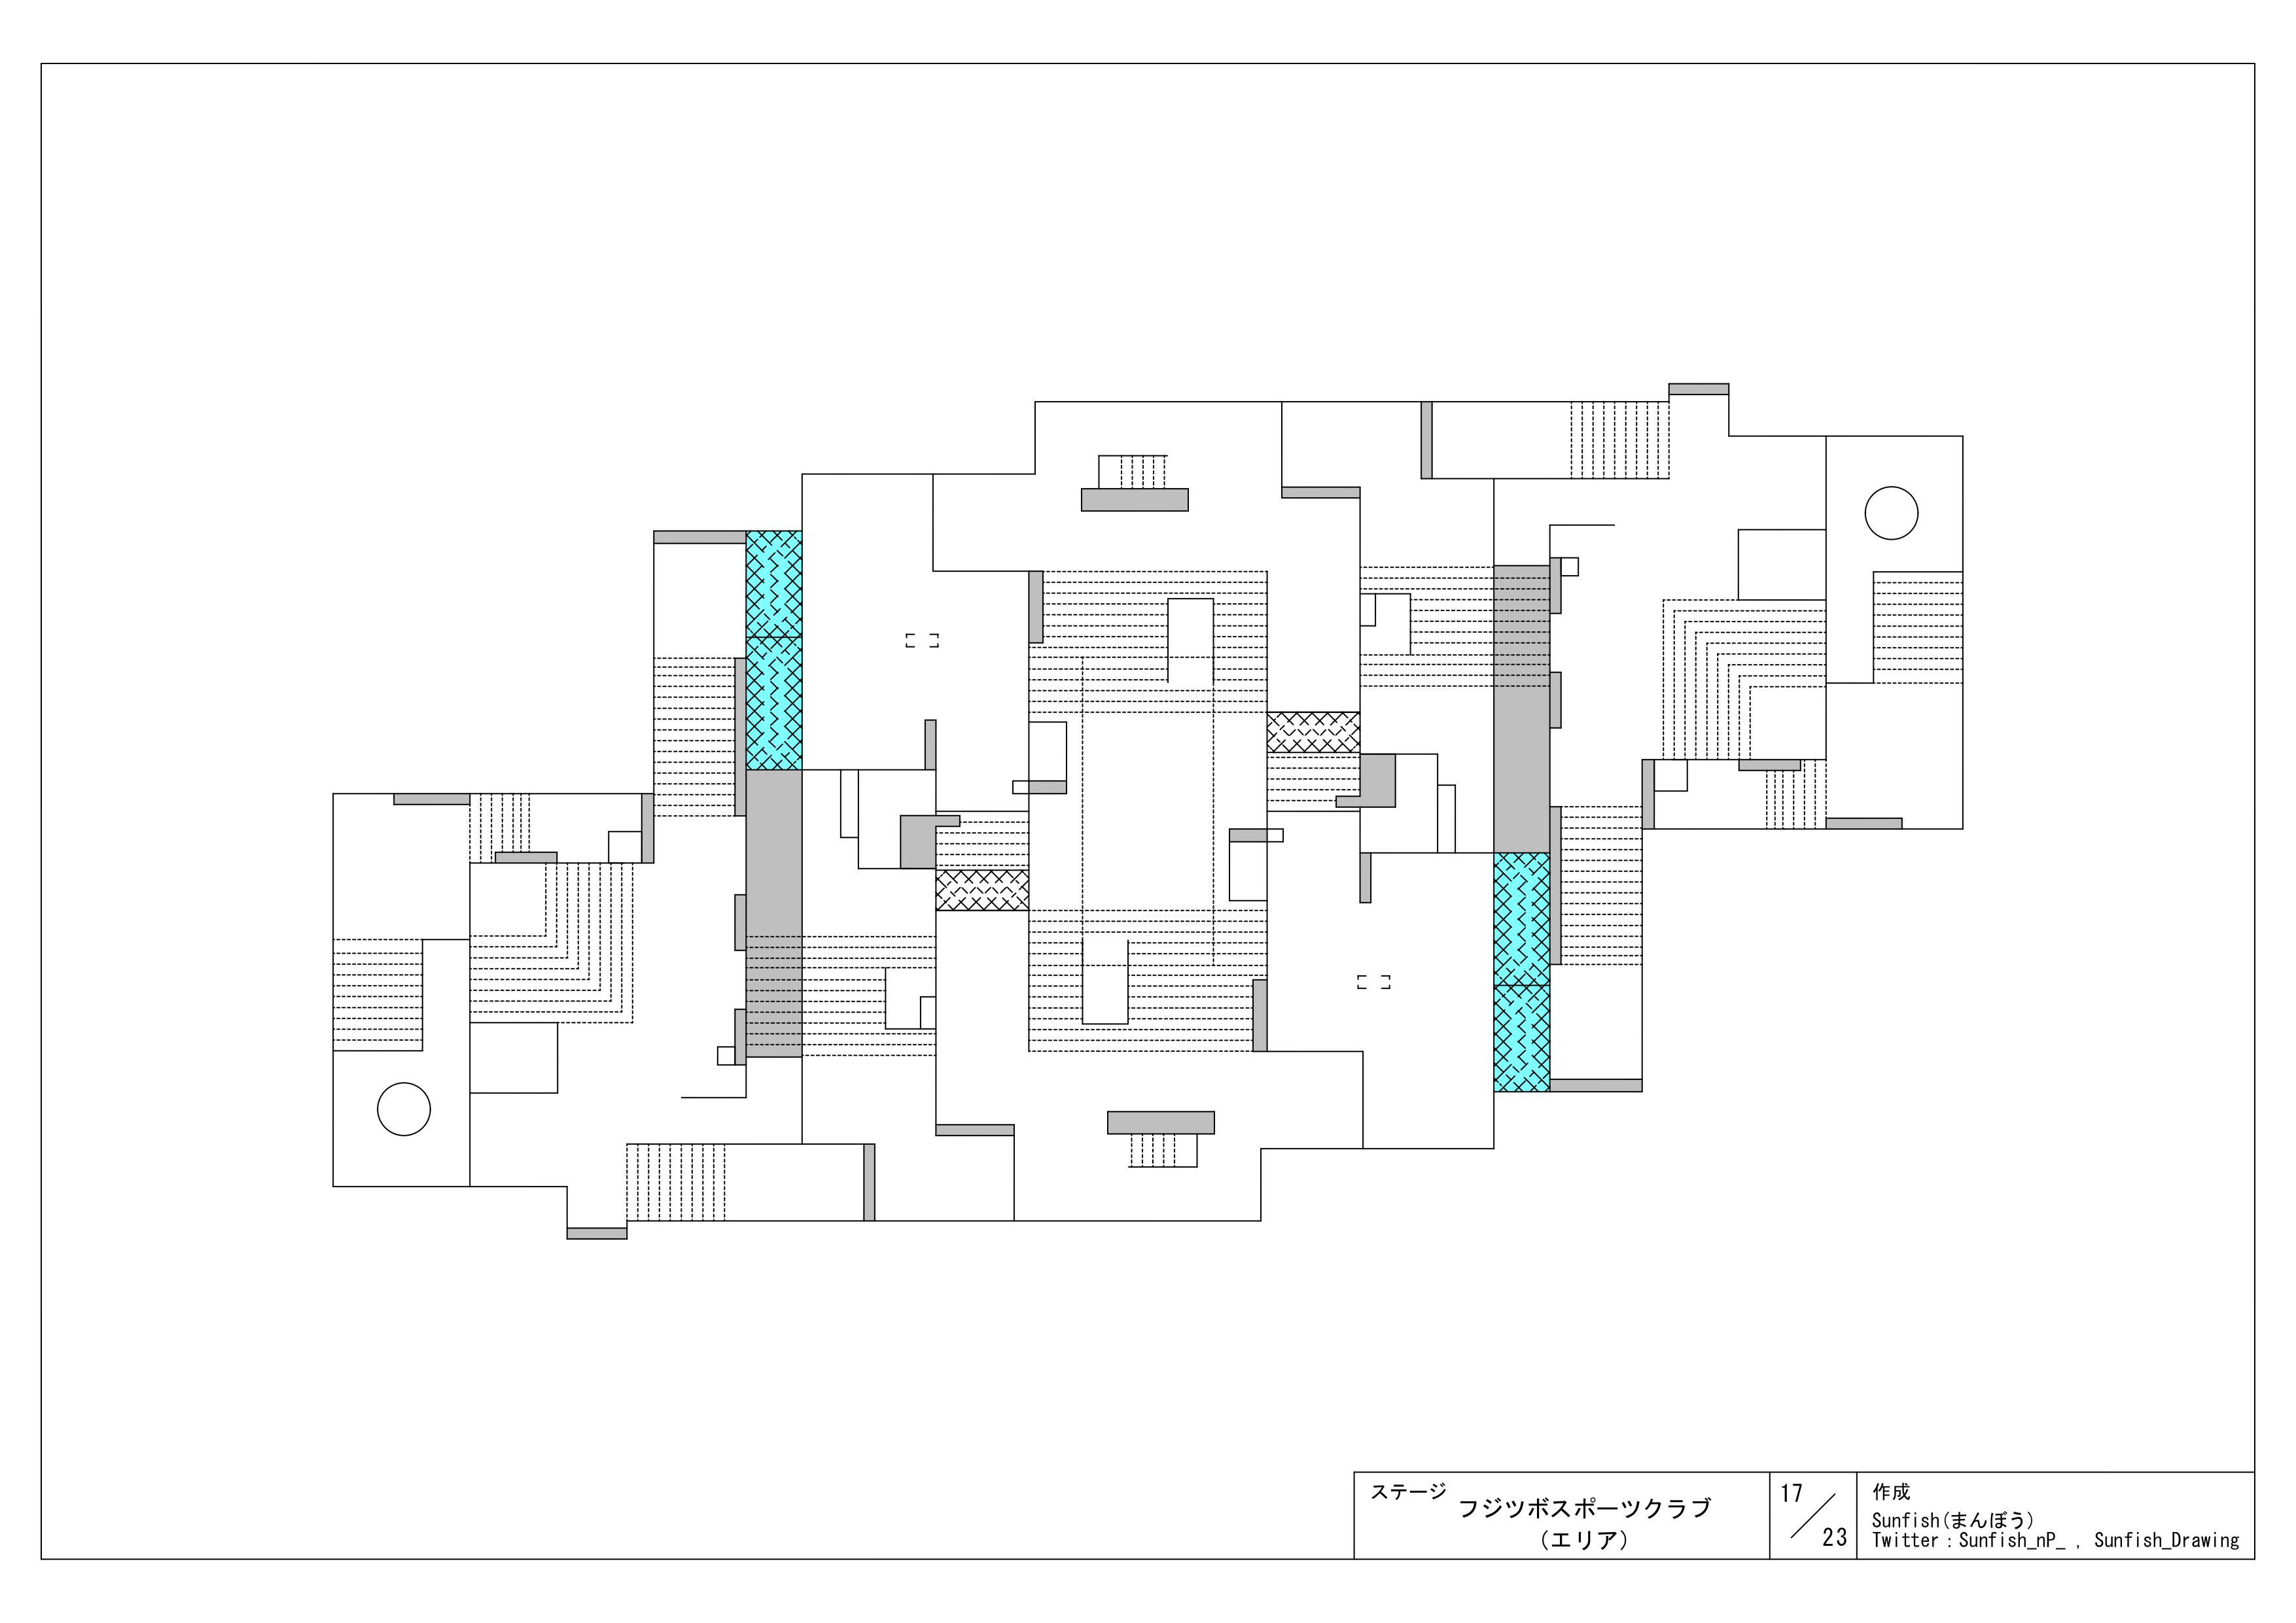 ステージ
フジツボスポーツクラブ
(エリア)
17
23
作成
Sunfish(まんぼう)
Twitter：Sunfish_nP_ , Sunfish_Drawing